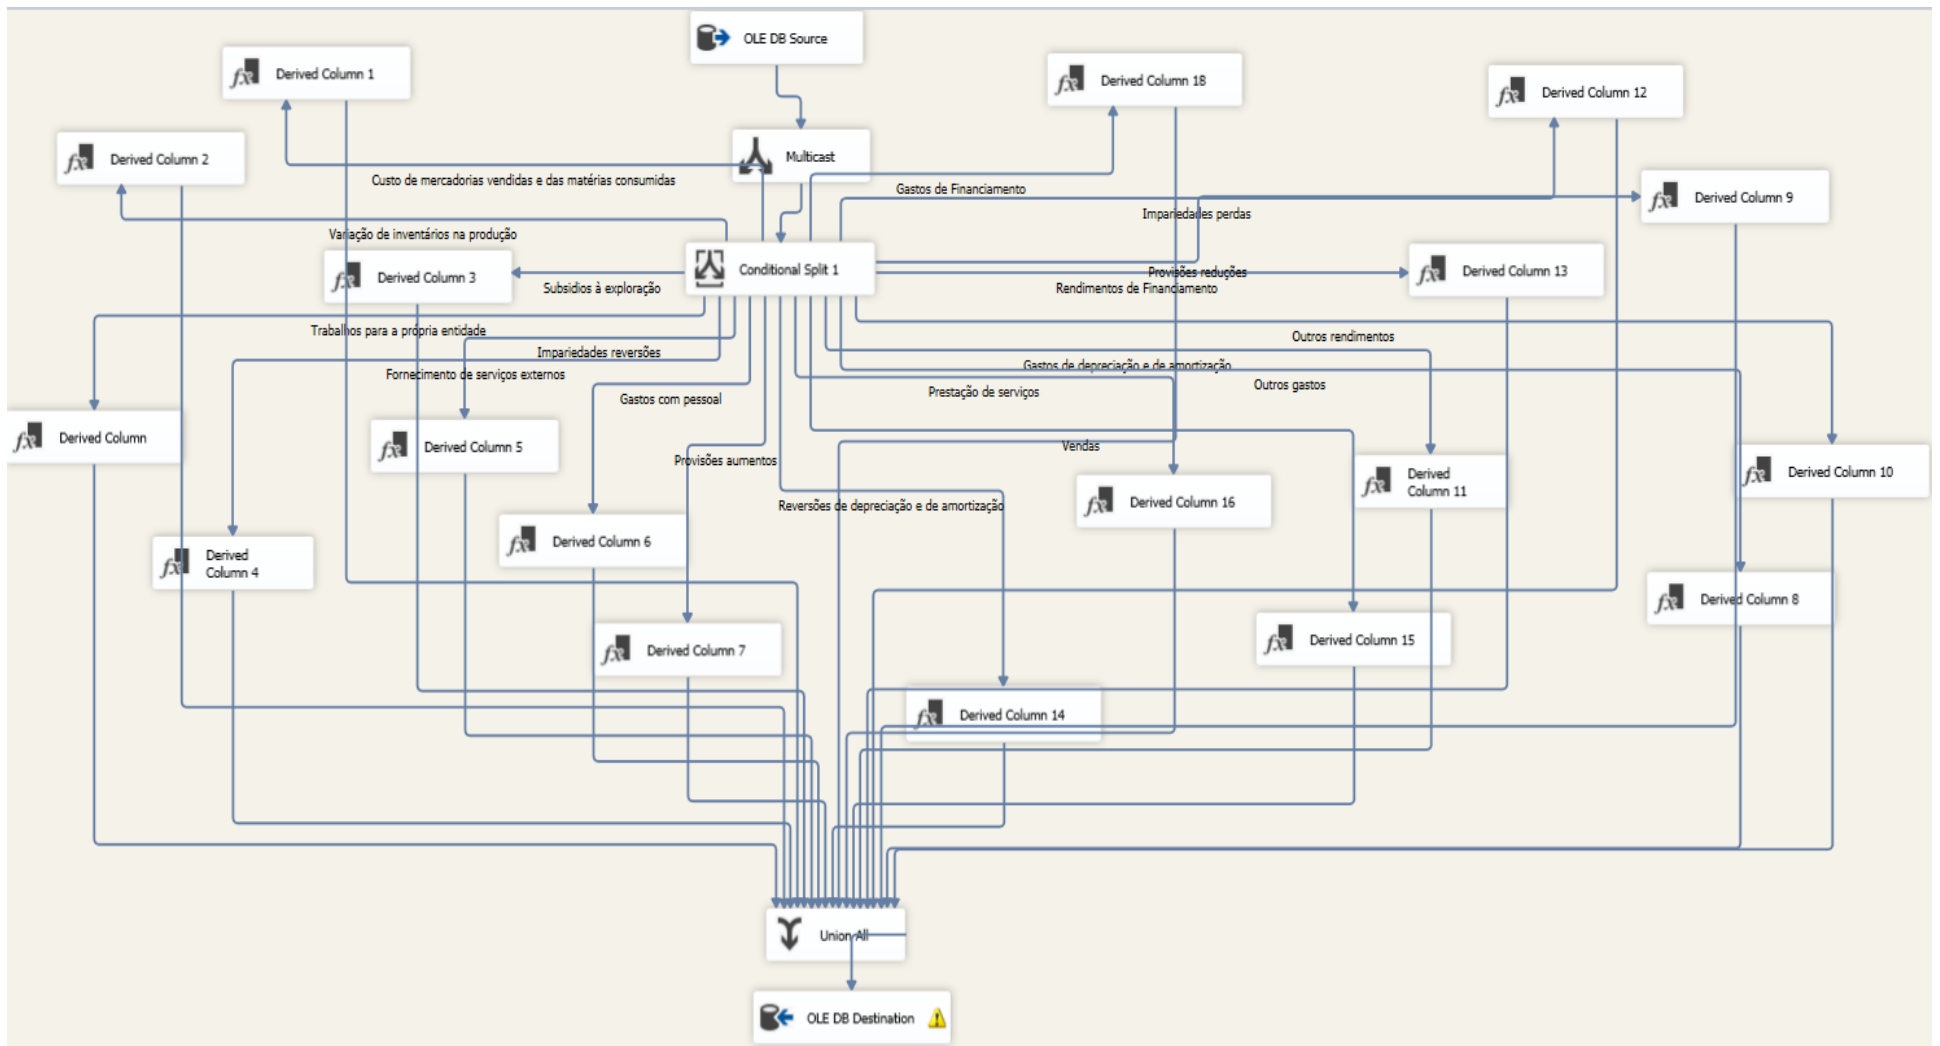 OLE DB Source
Derived Column 1
Derived Column 18
Derived Column 12
Derived Column 2
Multicast
Custo de mercadorias vendidas e das matérias consumidas
Gastos de Financiamento
Derived Column 9
Impariedades perdas
Variação de inventários na produção
Derived Column 3
Conditional Split 1
Provisões reduções
Derived Column 13
Subsidios à exploração
Rendimentos de Financiamento
Trabalhos para a própria entidade
Outros rendimentos
Impariedades reversões
Gastos de depreciação e de amortização
Fornecimento de serviços externos
Outros gastos
Gastos com pessoal
Prestação de serviços
Derived Column
Derived Column 5
Vendas
Provisões aumentos
Derived
Column 11
Derived Column 10
Reversões de depreciação e de amortização
Derived Column 16
Derived Column 6
Derived
Column 4
Derived Column 8
Derived Column 7
Derived Column 15
Derived Column 14
Union All
OLE DB Destination